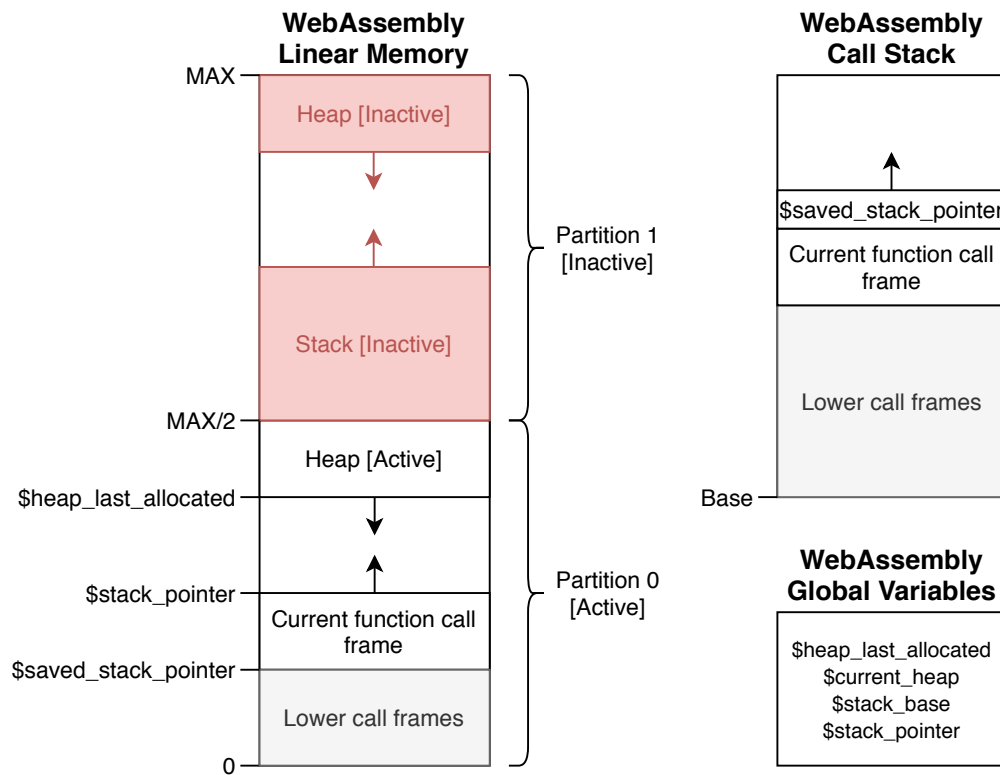 WebAssembly
Linear Memory
MAX
Heap [Inactive]
Partition 1
[Inactive]
Stack [Inactive]
MAX/2
Heap [Active]
$heap_last_allocated
$stack_pointer
Partition 0
[Active]
Current function call
frame
$saved_stack_pointer
Lower call frames
0
WebAssembly
Call Stack
$saved_stack_pointer
Current function call
frame
Lower call frames
Base
WebAssembly
Global Variables
$heap_last_allocated
$current_heap
$stack_base
$stack_pointer